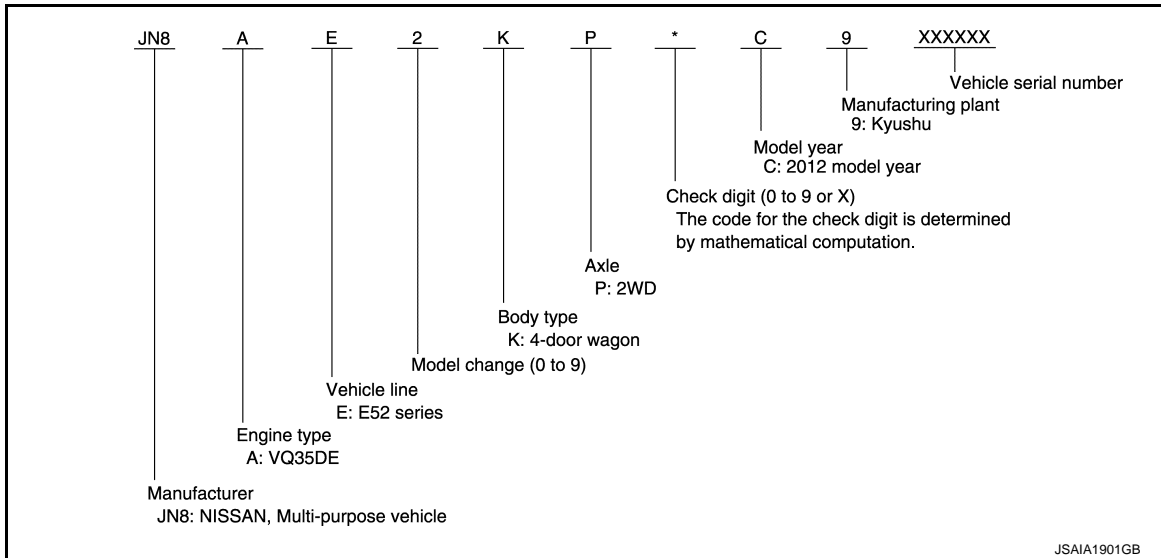 JN8 A E 2 K P * C 9 XXXXXX
Vehicle serial number
Manufacturing plant
9: Kyushu
Model year
C: 2012 model year
Check digit (0 to 9 or X)
The code for the check digit is determined
by mathematical computation.
Axle
P: 2WD
Body type
K: 4-door wagon
Model change (0 to 9)
Vehicle line
E: E52 series
Engine type
A: VQ35DE
Manufacturer
JN8: NISSAN, Multi-purpose vehicle
JSAIA1901GB